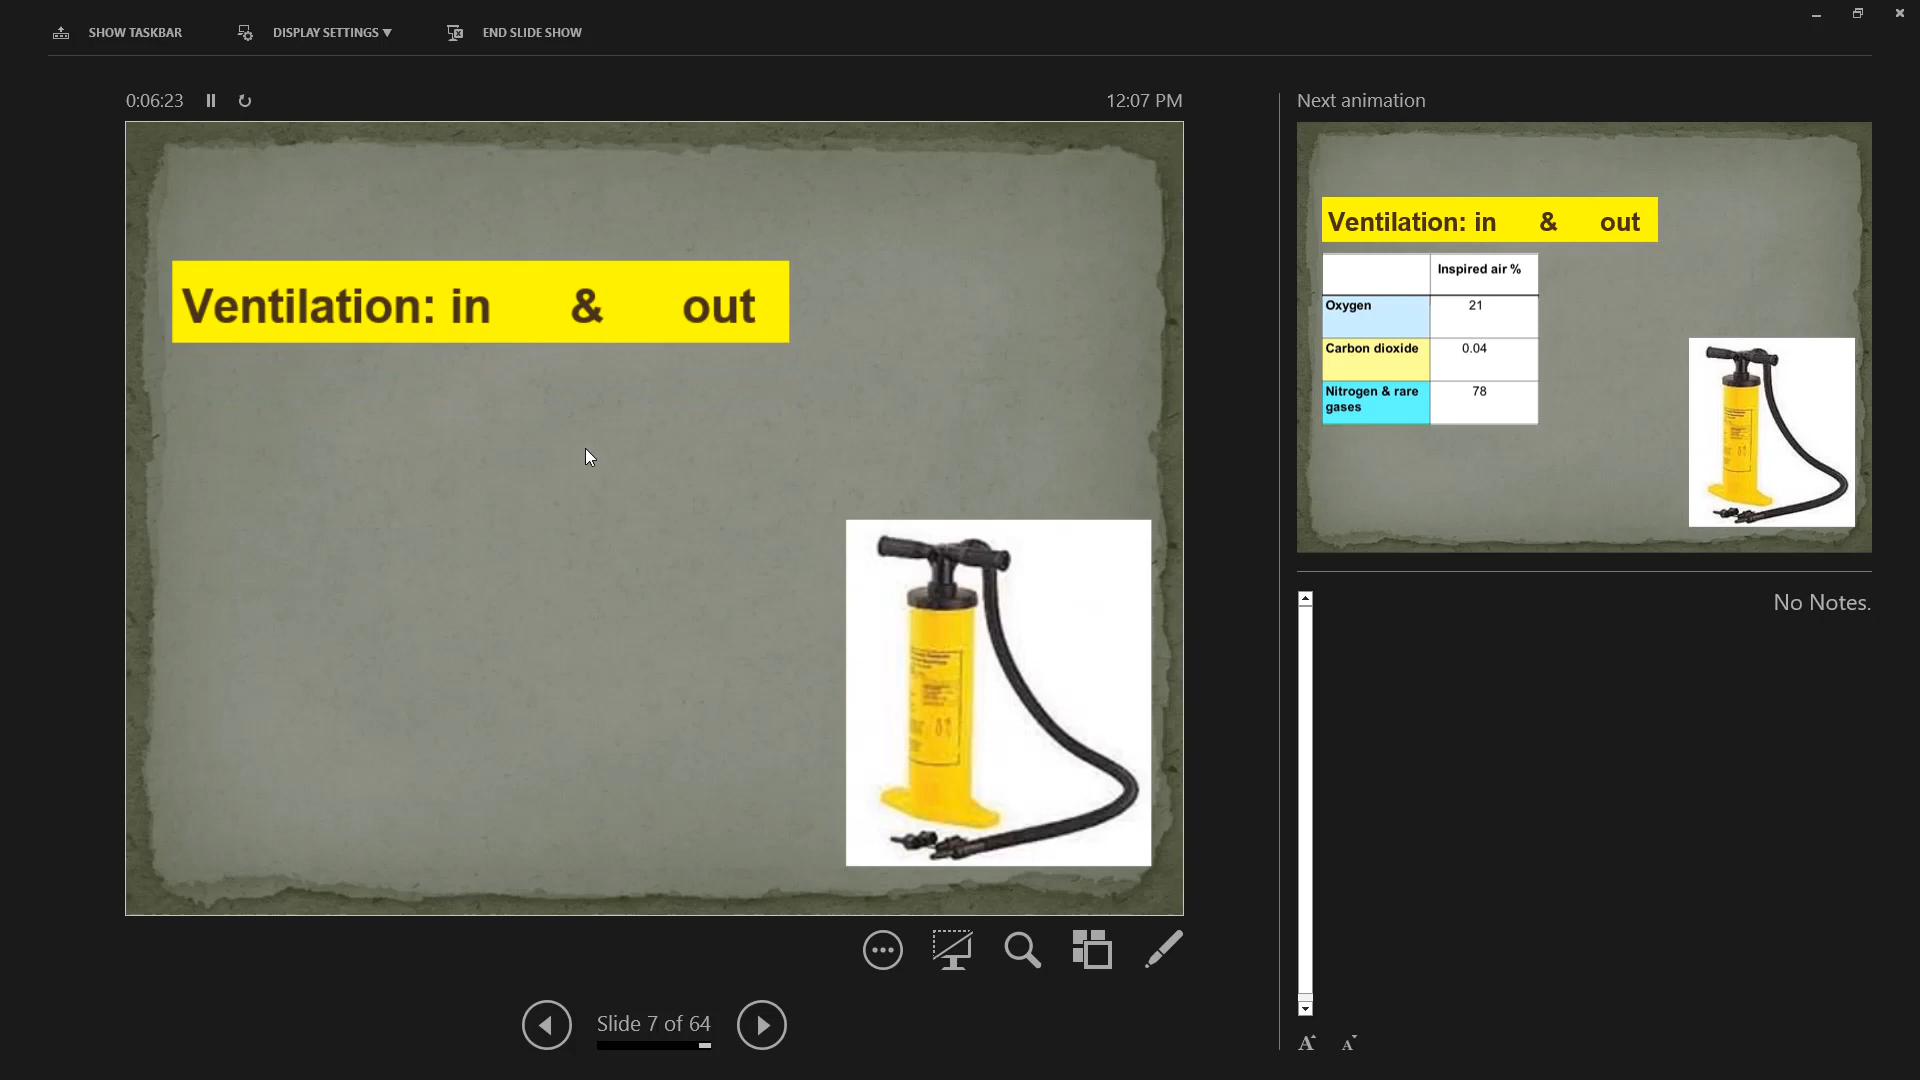 SHOW TASKBAR
DISPLAY SETTINGS ▼
END SLIDE SHOW
0:06:23
12:07 PM
Next animation
Ventilation: in & out
Ventilation: in & out
Inspired air %
Oxygen 21
Carbon dioxide 0.04
Nitrogen & rare 78
gases
No Notes.
Slide 7 of 64
A A